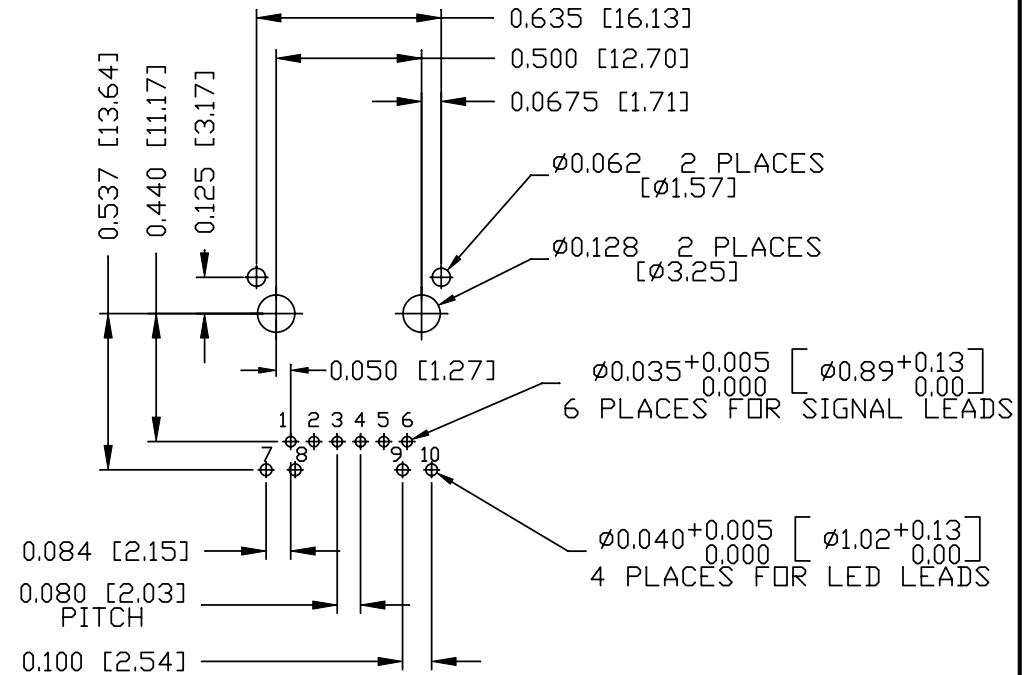 0.635 [16.13]
0.500 [12.70]
0.0675 [1.71]
0.537 [13.64]
0.440 [11.17]
0.125 [3.17]
Ø0.062 2 PLACES
[Ø1.57]
Ø0.128 2 PLACES
[Ø3.25]
0.050 [1.27]
Ø0.035+0.005 [Ø0.89+0.13]
0.000 0.00
6 PLACES FOR SIGNAL LEADS
1 2 3 4 5 6
7 8 9 10
Ø0.040+0.005 [Ø1.02+0.13]
0.000 0.00
4 PLACES FOR LED LEADS
0.084 [2.15]
0.080 [2.03]
PITCH
0.100 [2.54]